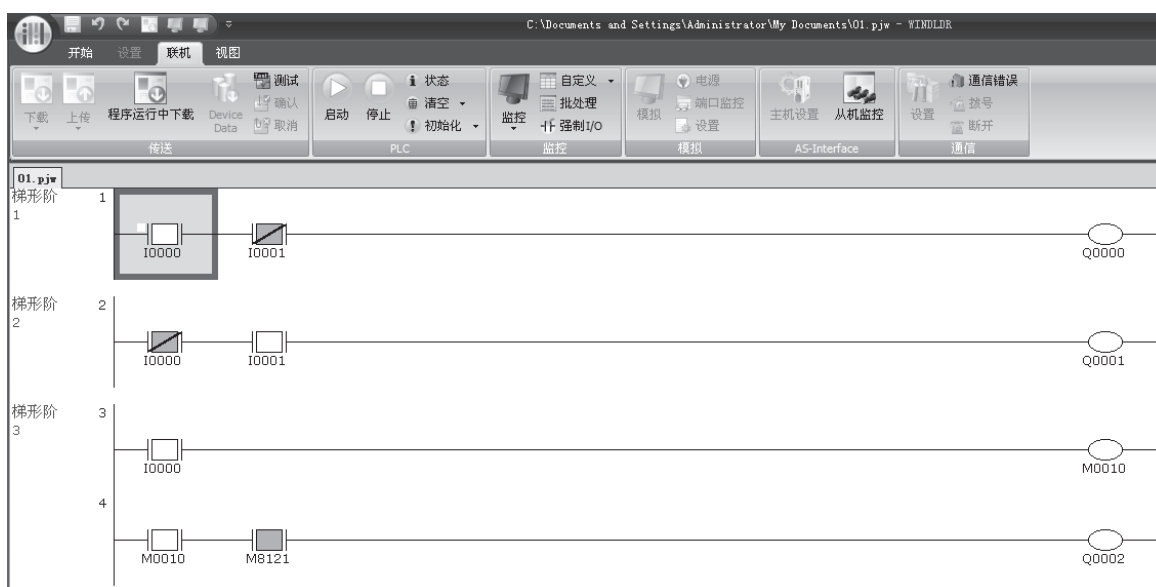 C:\Documents and Settings\Administrator\My Documents\01.pjw - WINDLDR
开始 设置 联机 视图
下载 上传 程序运行中下载 Device Data 测试 确认 取消
启动 停止 状态 清空 初始化
监控 自定义 批处理 强制I/O
模拟 电源 端口监控 设置
主机设置 从机监控
设置 通信错误 拨号 断开
传送 PLC 监控 模拟 AS-Interface 通信
01.pjw
梯形阶 1
1
I0000 I0001 Q0000
梯形阶 2
2
I0000 I0001 Q0001
梯形阶 3
3
I0000 M0010
4
M0010 M8121 Q0002